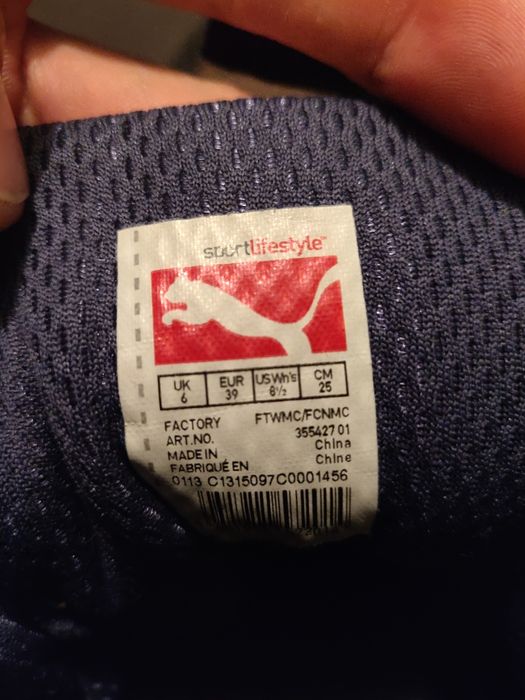 sportlifestyle™
UK EUR US Wn's CM
6 39 8½ 25
FACTORY FTWMC/FCNMC
ART.NO. 355427 01
MADE IN China
FABRIQUÉ EN Chine
0113 C1315097C0001456